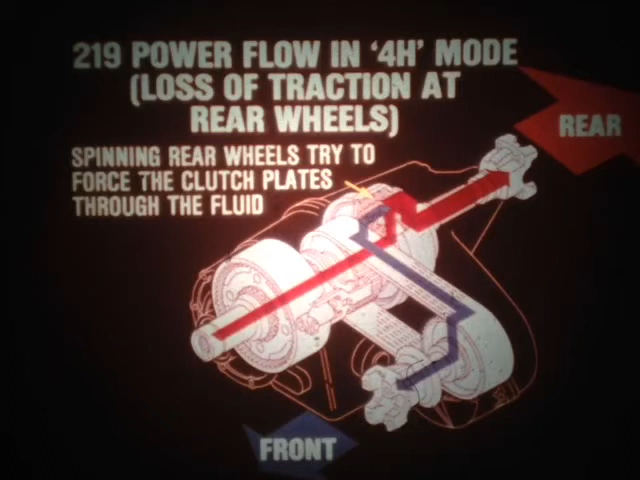 219 POWER FLOW IN ‘4H’ MODE
(LOSS OF TRACTION AT
REAR WHEELS)
REAR
SPINNING REAR WHEELS TRY TO
FORCE THE CLUTCH PLATES
THROUGH THE FLUID
FRONT